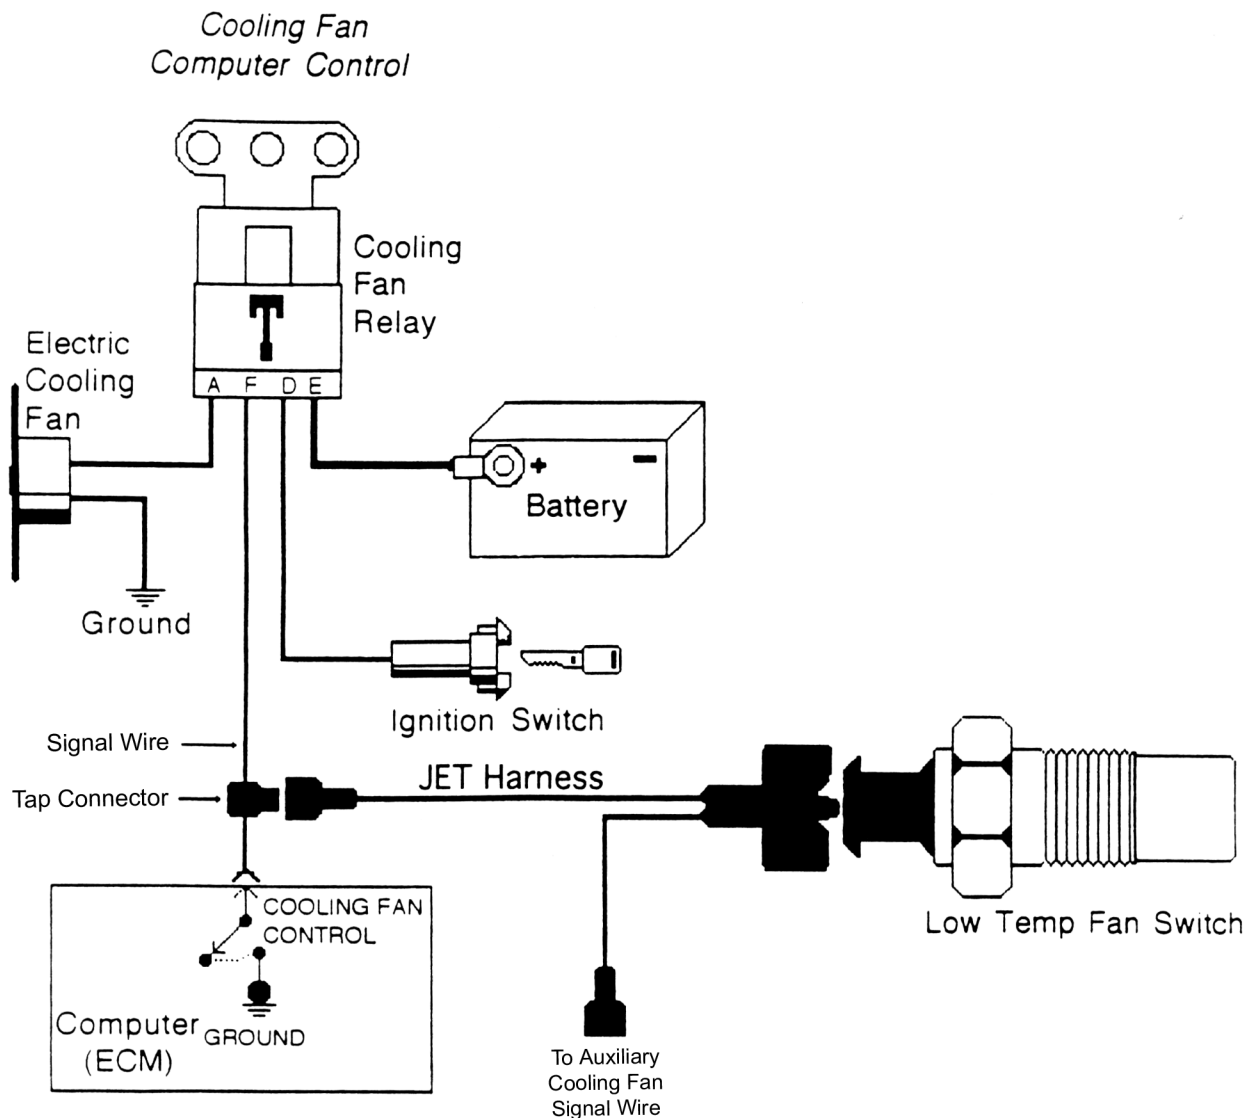 Cooling Fan
Computer Control
Cooling
Fan
Relay
Electric
Cooling
Fan
A F D E
+ −
Battery
Ground
Ignition Switch
Signal Wire
JET Harness
Tap Connector
Low Temp Fan Switch
COOLING FAN
CONTROL
Computer
(ECM)
GROUND
To Auxiliary
Cooling Fan
Signal Wire